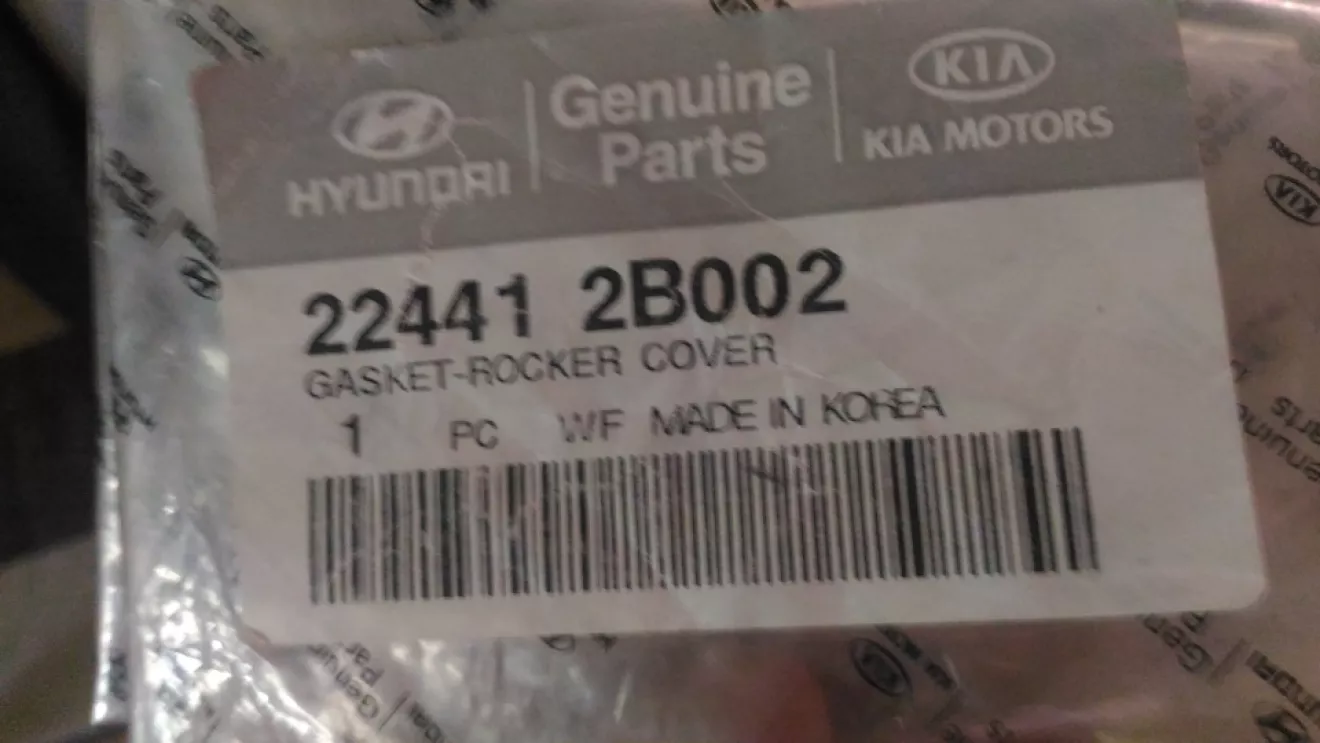 HYUNDAI
Genuine
Parts
KIA
KIA MOTORS
22441 2B002
GASKET-ROCKER COVER
1 PC WF MADE IN KOREA